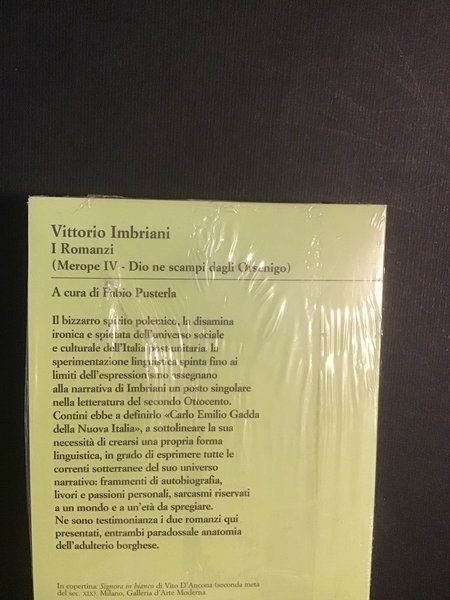 Vittorio Imbriani
I Romanzi
(Merope IV - Dio ne scampi dagli Orsenigo)
A cura di Fabio Pusterla
Il bizzarro spirito polemico, la disamina
ironica e spietata dell'universo sociale
e culturale dell'Italia postunitaria, la
sperimentazione linguistica spinta fino ai
limiti dell'espressionismo assegnano
alla narrativa di Imbriani un posto singolare
nella letteratura del secondo Ottocento.
Contini ebbe a definirlo «Carlo Emilio Gadda
della Nuova Italia», a sottolineare la sua
necessità di crearsi una propria forma
linguistica, in grado di esprimere tutte le
correnti sotterranee del suo universo
narrativo: frammenti di autobiografia,
livori e passioni personali, sarcasmi riservati
a un mondo e a un'età da spregiare.
Ne sono testimonianza i due romanzi qui
presentati, entrambi paradossale anatomia
dell'adulterio borghese.
In copertina: Signora in bianco di Vito D'Ancona (seconda metà
del sec. XIX). Milano, Galleria d'Arte Moderna.